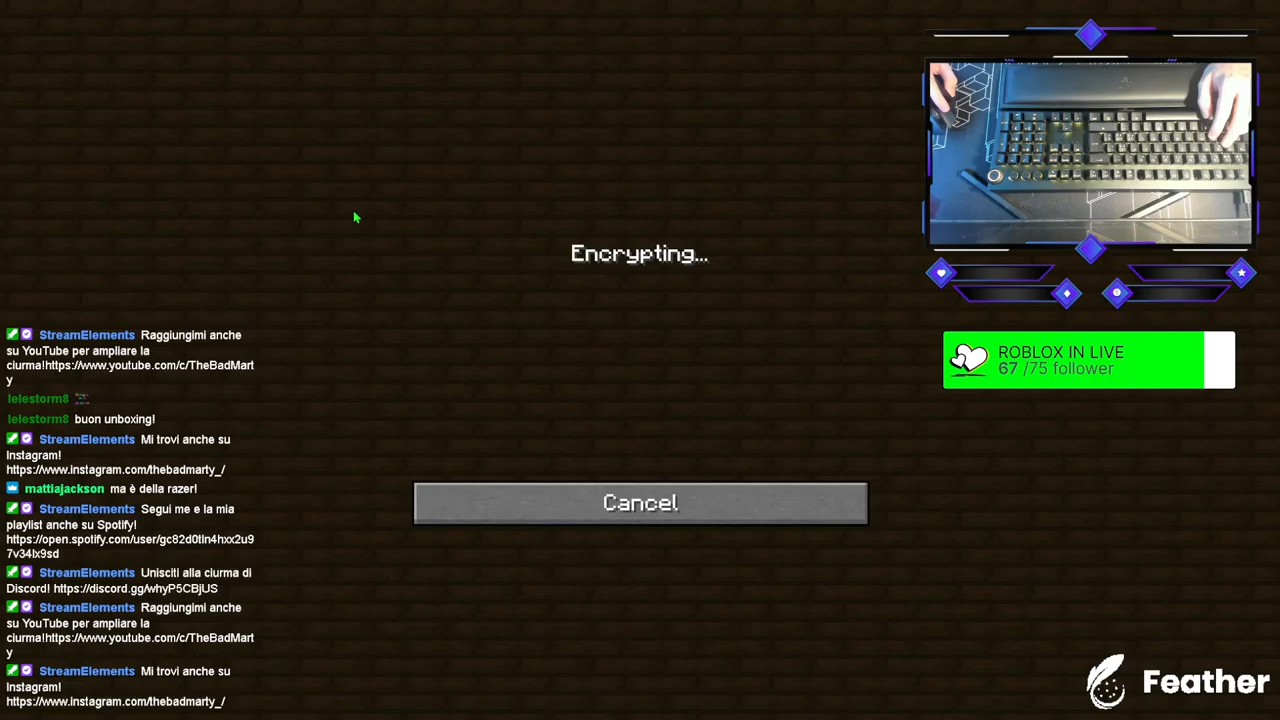 Encrypting...
StreamElements Raggiungimi anche
su YouTube per ampliare la
ciurma!https://www.youtube.com/c/TheBadMart
y
lelestorm8
lelestorm8 buon unboxing!
StreamElements Mi trovi anche su
Instagram!
https://www.instagram.com/thebadmarty_/
mattiajackson ma è della razer!
StreamElements Segui me e la mia
playlist anche su Spotify!
https://open.spotify.com/user/gc82d0tln4hxx2u9
7v34lx9sd
StreamElements Unisciti alla ciurma di
Discord! https://discord.gg/whyP5CBjUS
StreamElements Raggiungimi anche
su YouTube per ampliare la
ciurma!https://www.youtube.com/c/TheBadMart
y
StreamElements Mi trovi anche su
Instagram!
https://www.instagram.com/thebadmarty_/
Cancel
ROBLOX IN LIVE
67 /75 follower
Feather